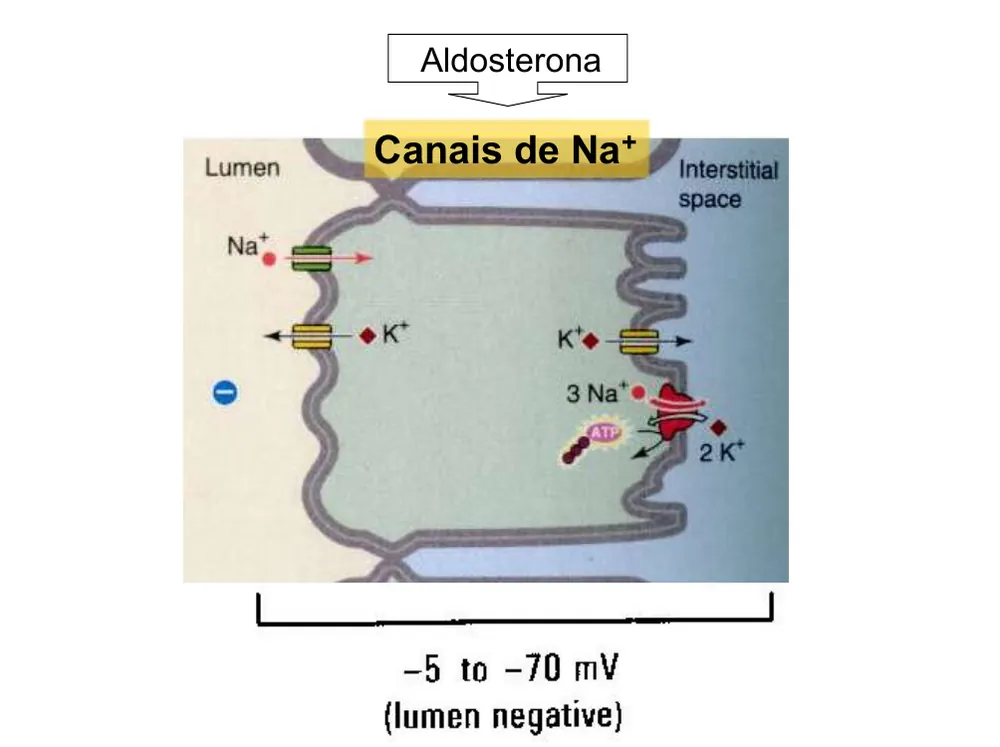 Aldosterona
Canais de Na⁺
Lumen
Interstitial
space
Na⁺
K⁺
K⁺
3 Na⁺
ATP
2 K⁺
–5 to –70 mV
(lumen negative)